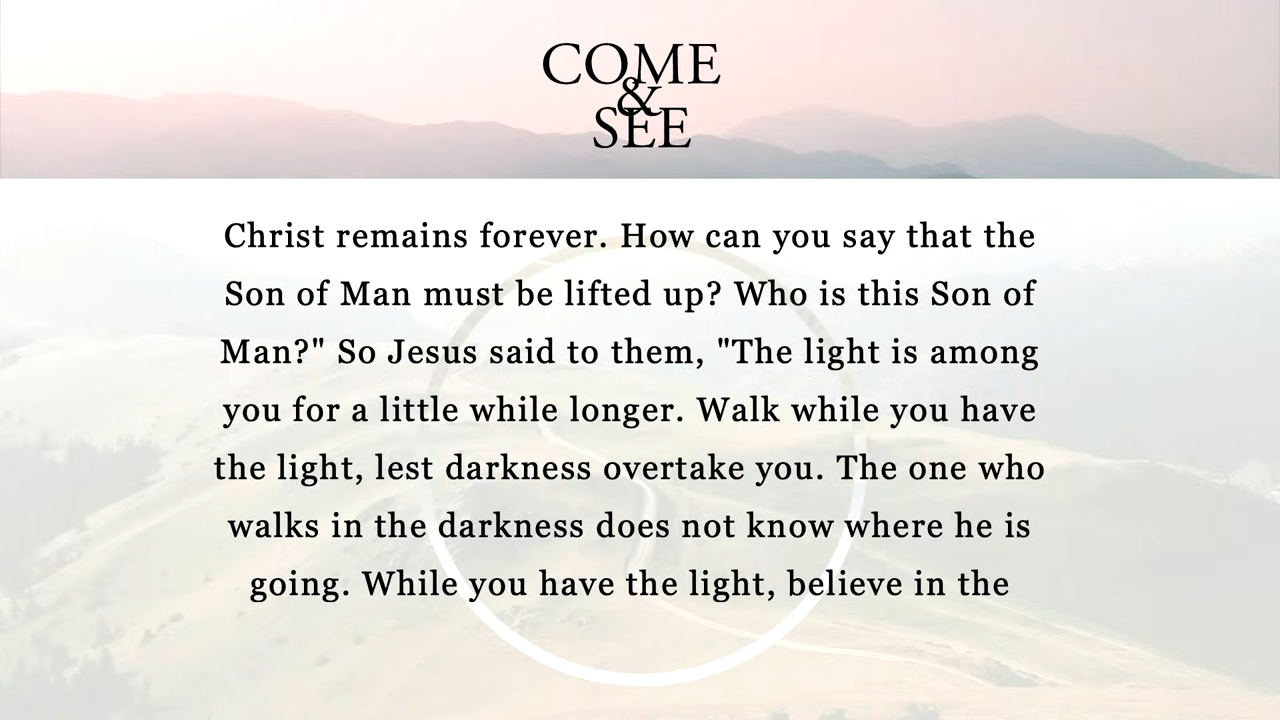 COME
&
SEE
Christ remains forever. How can you say that the
Son of Man must be lifted up? Who is this Son of
Man?" So Jesus said to them, "The light is among
you for a little while longer. Walk while you have
the light, lest darkness overtake you. The one who
walks in the darkness does not know where he is
going. While you have the light, believe in the